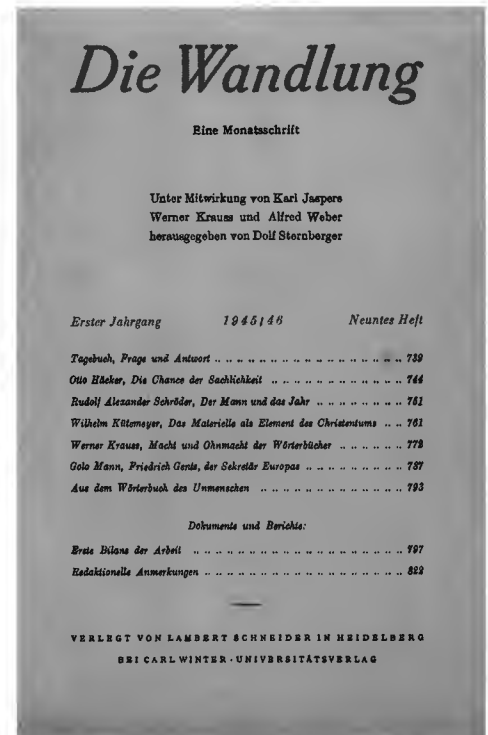 Die Wandlung
Eine Monatsschrift
Unter Mitwirkung von Karl Jaspers
Werner Krauss und Alfred Weber
herausgegeben von Dolf Sternberger
Erster Jahrgang 1945/46 Neuntes Heft
Tagebuch, Frage und Antwort .. .. .. .. .. .. .. .. .. .. .. .. .. .. 739
Otto Häcker, Die Chance der Sachlichkeit .. .. .. .. .. .. .. .. .. .. 744
Rudolf Alexander Schröder, Der Mann und das Jahr .. .. .. .. .. .. .. 751
Wilhelm Kütemeyer, Das Materielle als Element des Christentums .. .. 761
Werner Krauss, Macht und Ohnmacht der Wörterbücher .. .. .. .. .. 772
Golo Mann, Friedrich Gentz, der Sekretär Europas .. .. .. .. .. .. .. 787
Aus dem Wörterbuch des Unmenschen .. .. .. .. .. .. .. .. .. .. .. 793
Dokumente und Berichte:
Erste Bilanz der Arbeit .. .. .. .. .. .. .. .. .. .. .. .. .. .. .. 797
Redaktionelle Anmerkungen .. .. .. .. .. .. .. .. .. .. .. .. .. .. 822
VERLEGT VON LAMBERT SCHNEIDER IN HEIDELBERG
BEI CARL WINTER · UNIVERSITÄTSVERLAG